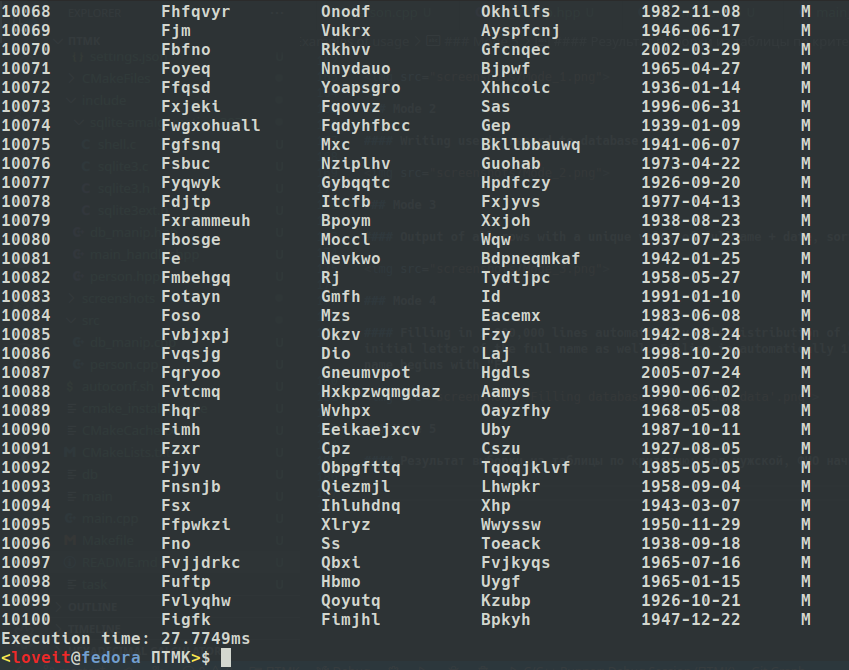 10068 Fhfqvyr Onodf Okhilfs 1982-11-08 M
10069 Fjm Vukrx Ayspfcnj 1946-06-17 M
10070 Fbfno Rkhvv Gfcnqec 2002-03-29 M
10071 Foyeq Nnydauo Bjpwf 1965-04-27 M
10072 Ffqsd Yoapsgro Xhhcoic 1936-01-14 M
10073 Fxjeki Fqovvz Sas 1996-06-31 M
10074 Fwgxohuall Fqdyhfbcc Gep 1939-01-09 M
10075 Fgfsnq Mxc Bkllbbauwq 1941-06-07 M
10076 Fsbuc Nziplhv Guohab 1973-04-22 M
10077 Fyqwyk Gybqqtc Hpdfczy 1926-09-20 M
10078 Fdjtp Itcfb Fxjyvs 1977-04-13 M
10079 Fxrammeuh Bpoym Xxjoh 1938-08-23 M
10080 Fbosge Moccl Wqw 1937-07-23 M
10081 Fe Nevkwo Bdpneqmkaf 1942-01-25 M
10082 Fmbehgq Rj Tydtjpc 1958-05-27 M
10083 Fotayn Gmfh Id 1991-01-10 M
10084 Foso Mzs Eacemx 1983-06-08 M
10085 Fvbjxpj Okzv Fzy 1942-08-24 M
10086 Fvqsjg Dio Laj 1998-10-20 M
10087 Fqryoo Gneumvpot Hgdls 2005-07-24 M
10088 Fvtcmq Hxkpzwqmgdaz Aamys 1990-06-02 M
10089 Fhqr Wvhpx Oayzfhy 1968-05-08 M
10090 Fimh Eeikaejxcv Uby 1987-10-11 M
10091 Fzxr Cpz Cszu 1927-08-05 M
10092 Fjyv Obpgfttq Tqoqjklvf 1985-05-05 M
10093 Fnsnjb Qiezmjl Lhwpkr 1958-09-04 M
10094 Fsx Ihluhdnq Xhp 1943-03-07 M
10095 Ffpwkzi Xlryz Wwyssw 1950-11-29 M
10096 Fno Ss Toeack 1938-09-18 M
10097 Fvjjdrkc Qbxi Fvjkyqs 1965-07-16 M
10098 Fuftp Hbmo Uygf 1965-01-15 M
10099 Fvlyqhw Qoyutq Kzubp 1926-10-21 M
10100 Figfk Fimjhl Bpkyh 1947-12-22 M
Execution time: 27.7749ms
<loveit@fedora ПТМК>$